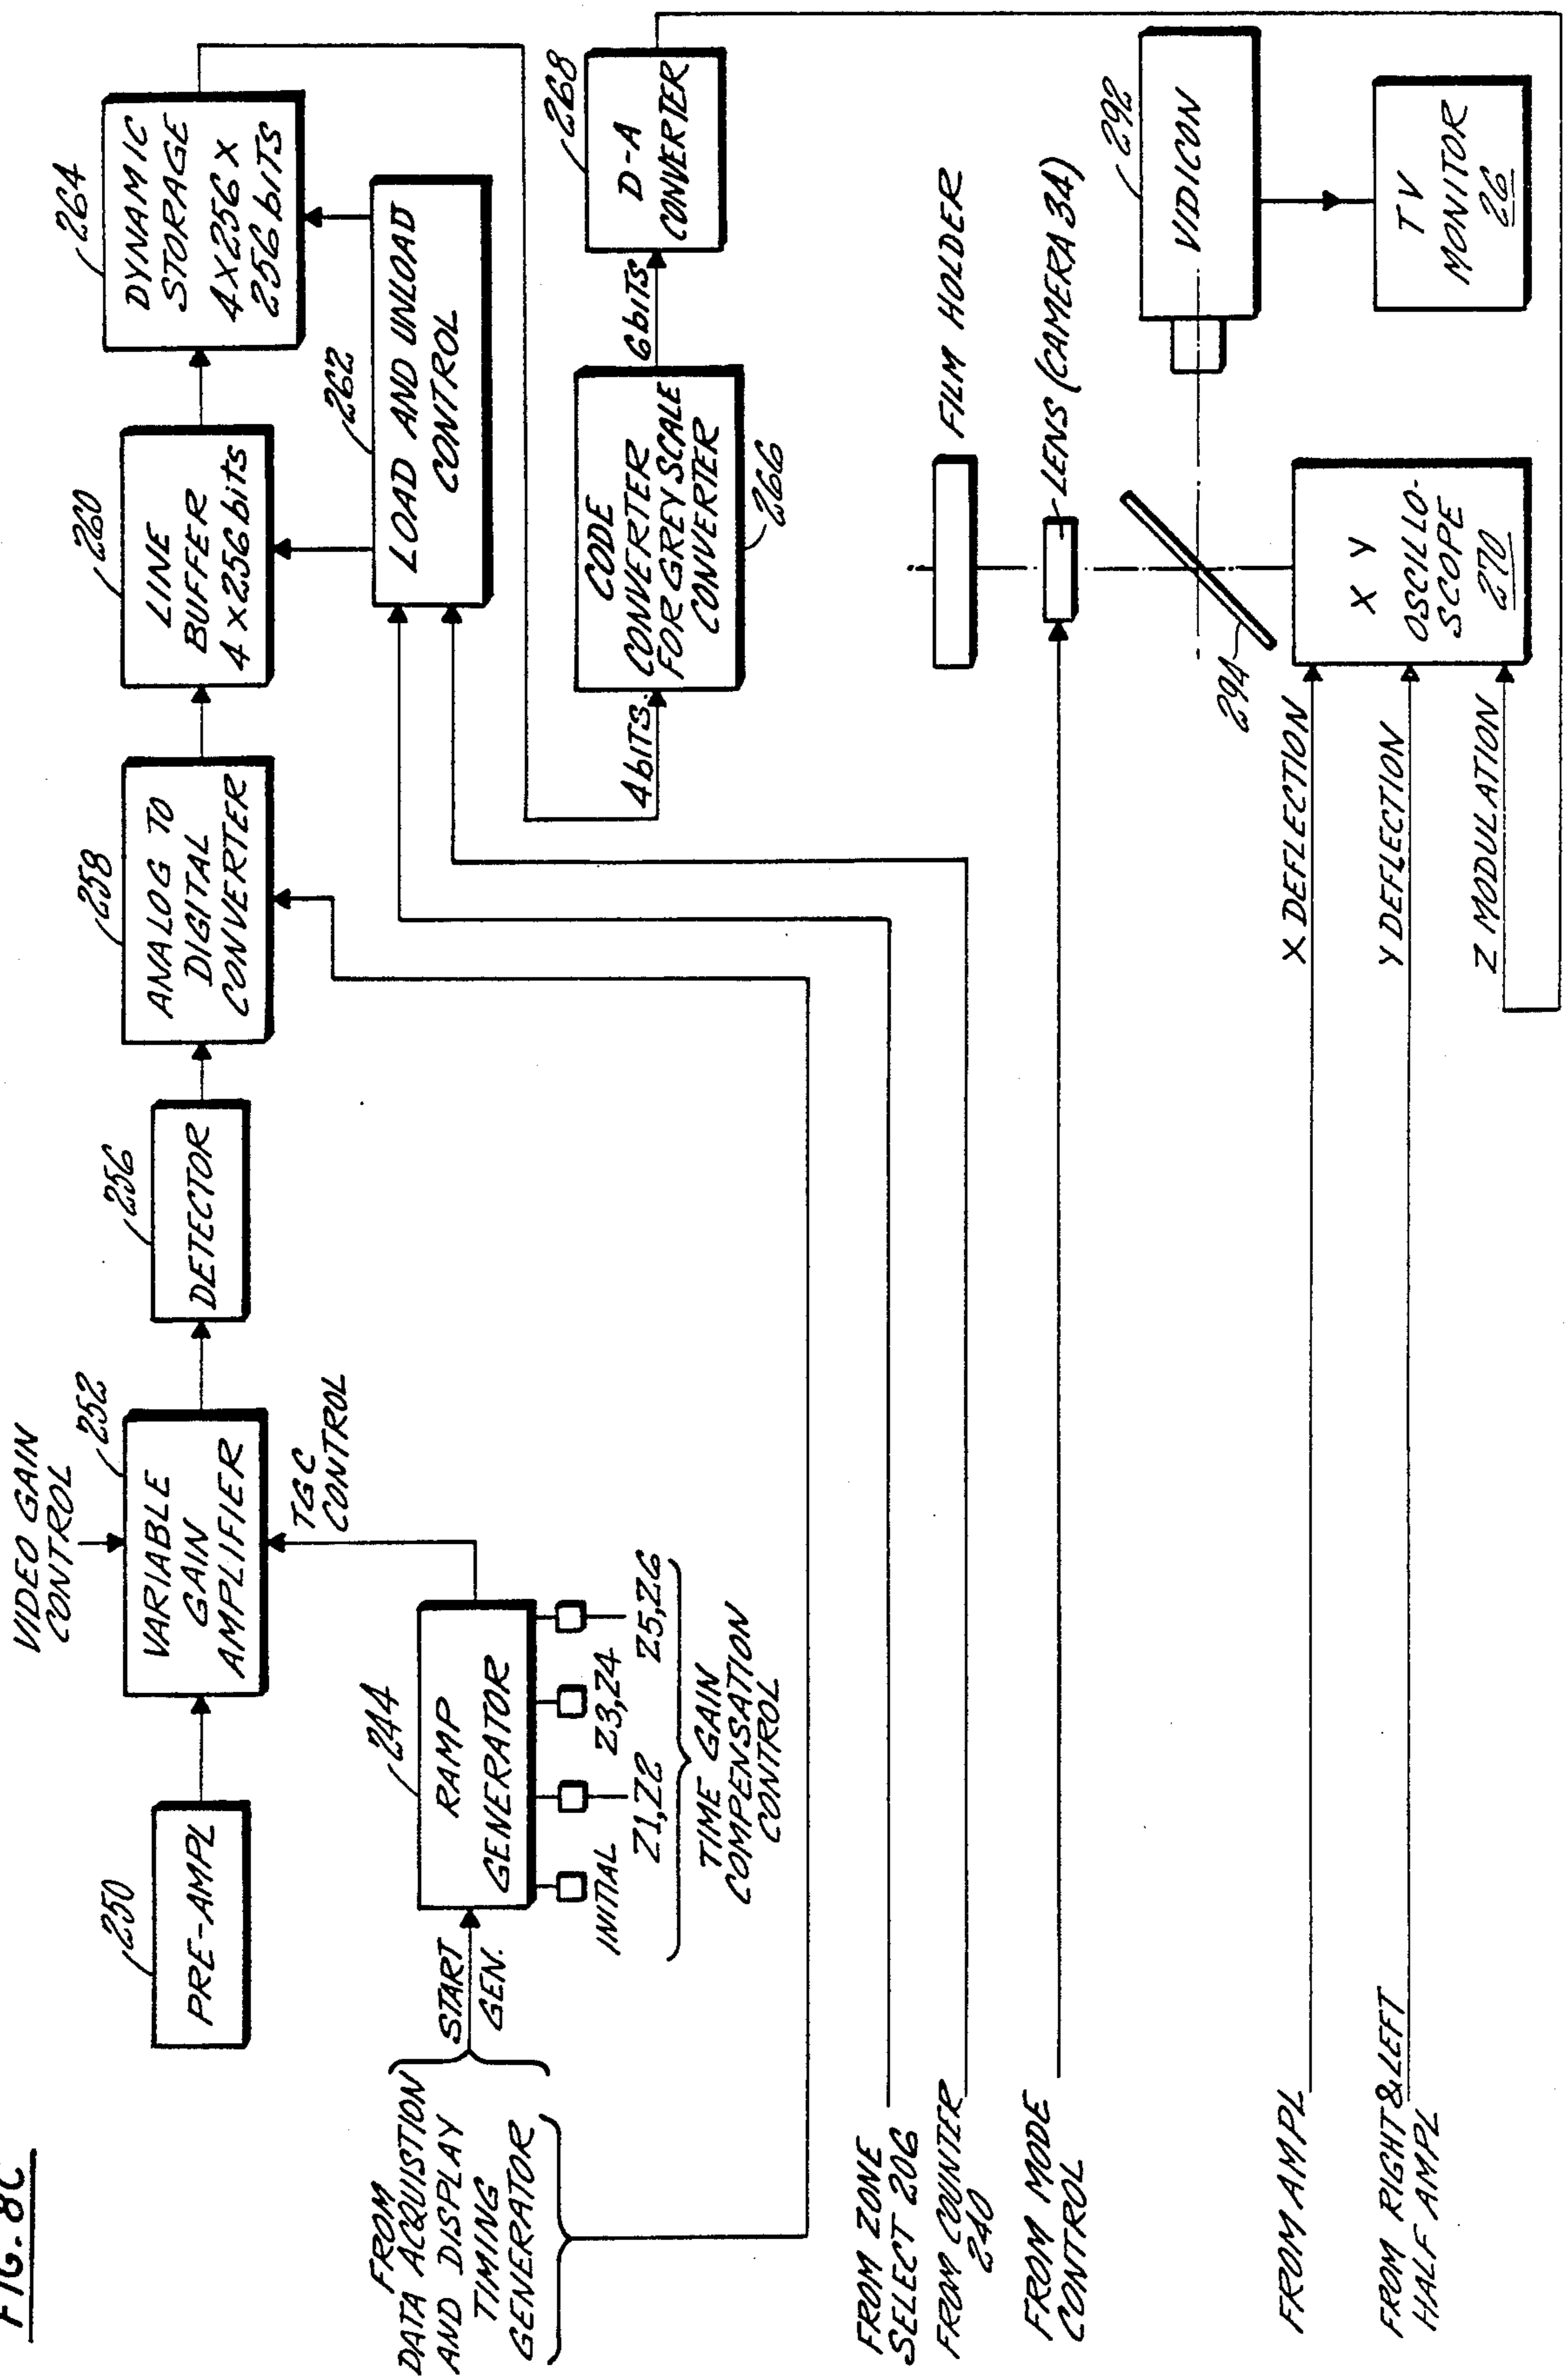 FIG. 8C
VIDEO GAIN
CONTROL
250
PRE-AMPL
252
VARIABLE
GAIN
AMPLIFIER
256
DETECTOR
258
ANALOG TO
DIGITAL
CONVERTER
260
LINE
BUFFER
4X256 bits
264
DYNAMIC
STORAGE
4X256X
256 bits
TGC
CONTROL
244
RAMP
GENERATOR
START
GEN.
INITIAL
Z1,Z2
Z3,Z4
Z5,Z6
TIME GAIN
COMPENSATION
CONTROL
FROM
DATA ACQUISTION
AND DISPLAY
TIMING
GENERATOR
262
LOAD AND UNLOAD
CONTROL
4 bITS
CODE
CONVERTER
FOR GREY SCALE
CONVERTER
266
6 bITS
268
D-A
CONVERTER
FROM ZONE
SELECT 206
FROM COUNTER
240
FROM MODE
CONTROL
FILM HOLDER
LENS (CAMERA 34)
294
292
VIDICON
FROM AMPL
X DEFLECTION
FROM RIGHT & LEFT
HALF AMPL
Y DEFLECTION
Z MODULATION
X Y
OSCILLO-
SCOPE
270
TV
MONITOR
26